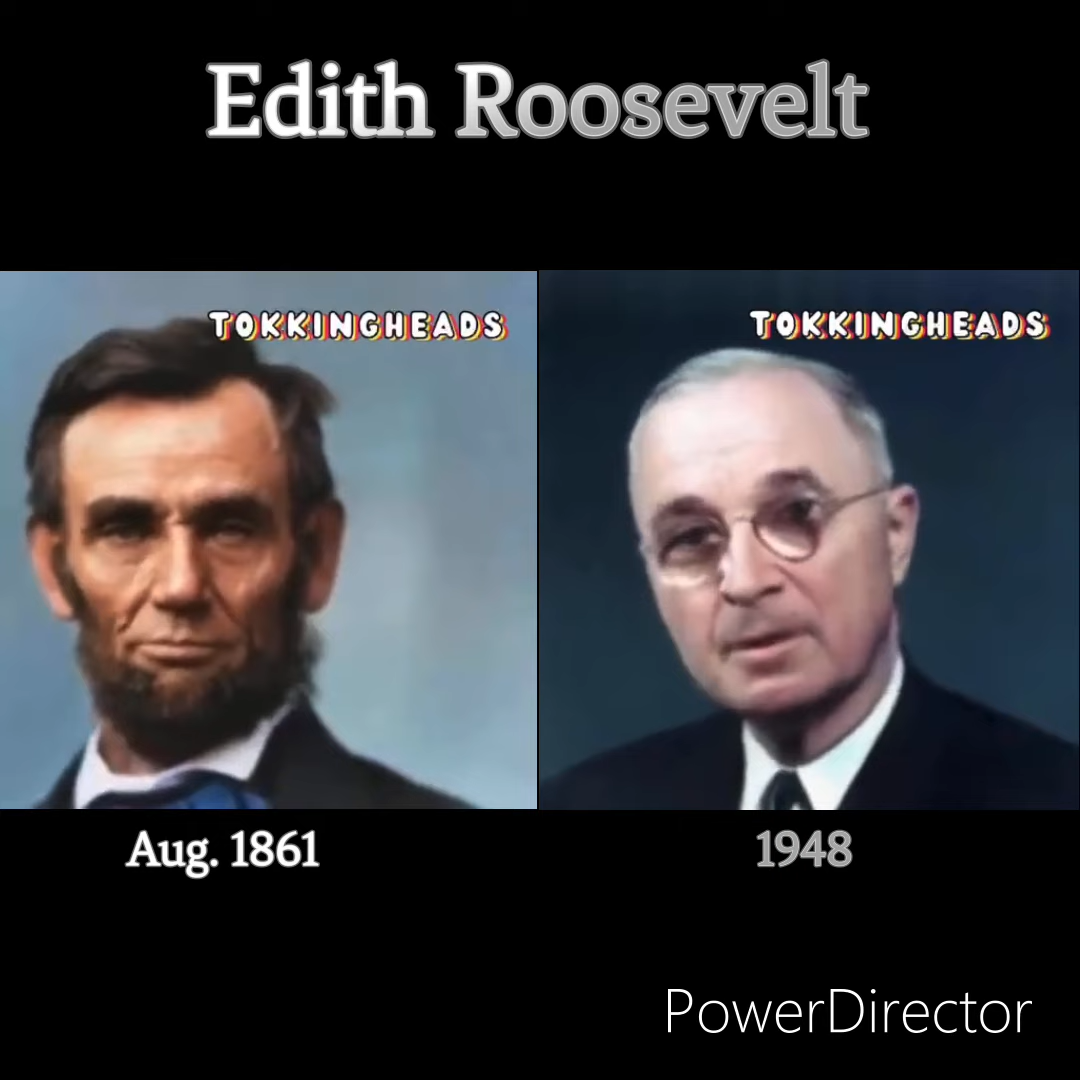 Edith Roosevelt
TOKKINGHEADS
TOKKINGHEADS
Aug. 1861
1948
PowerDirector